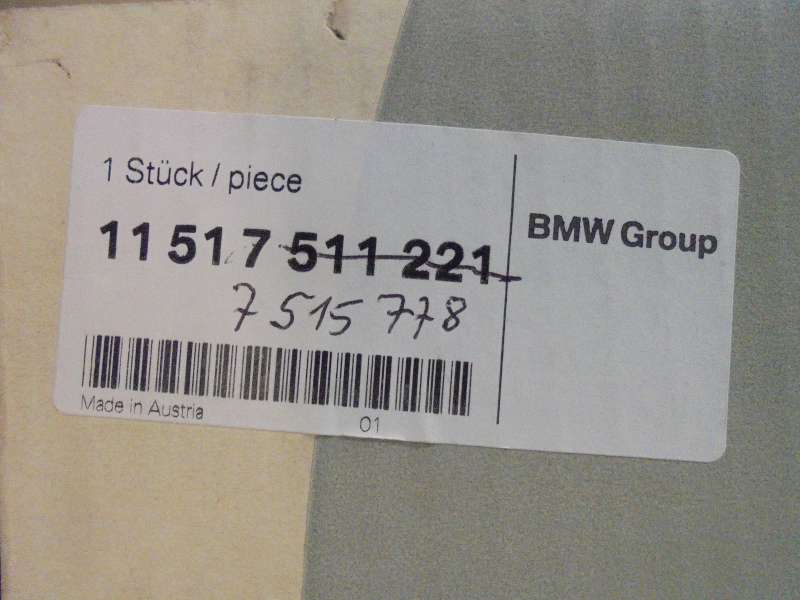 1 Stück / piece
11 51 7 511 221
7 515 778
Made in Austria
01
BMW Group